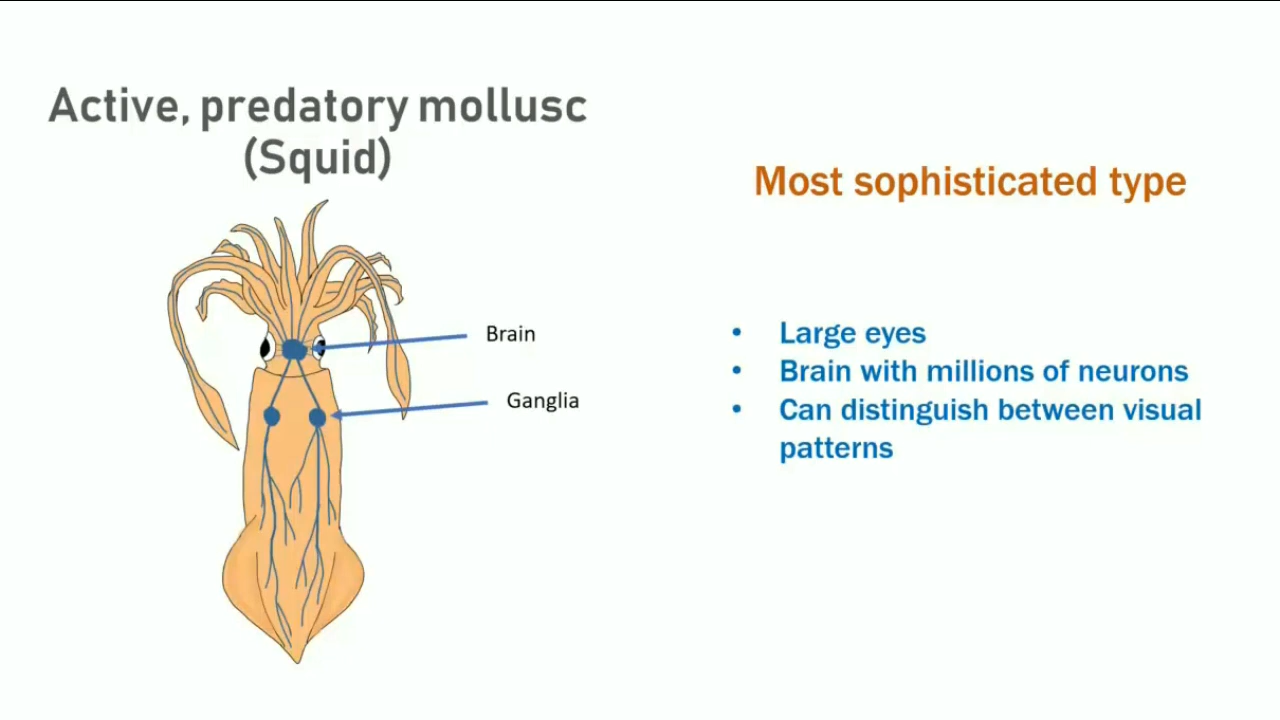 Active, predatory mollusc
(Squid)
Brain
Ganglia
Most sophisticated type
• Large eyes
• Brain with millions of neurons
• Can distinguish between visual
patterns